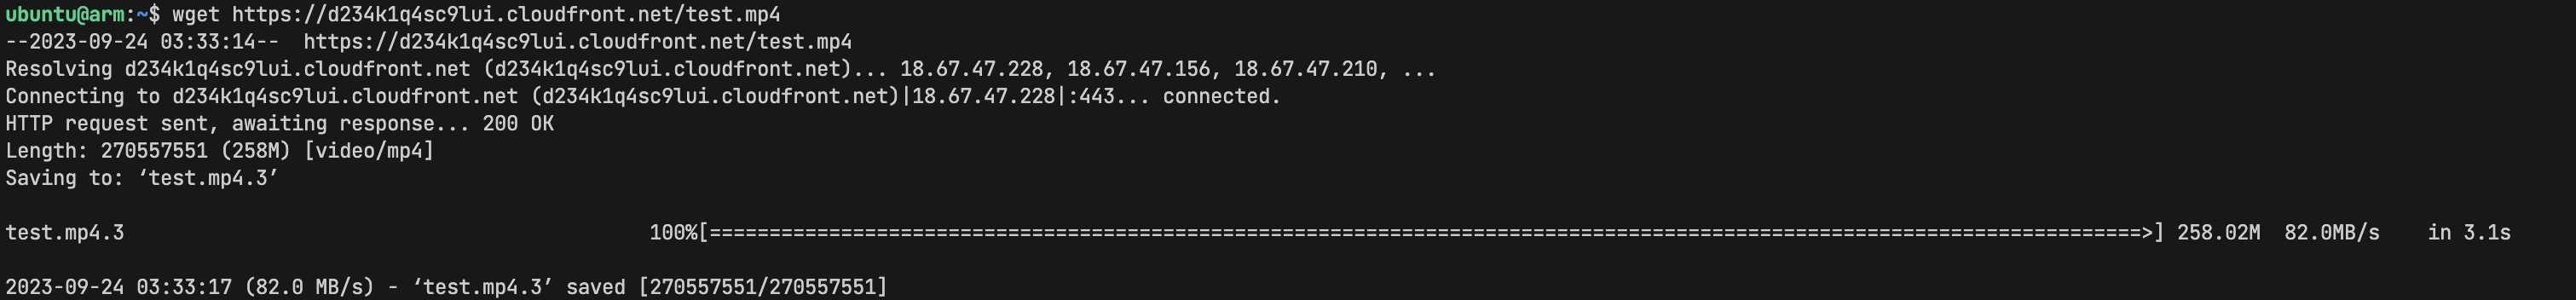 ubuntu@arm:~$ wget https://d234k1q4sc9lui.cloudfront.net/test.mp4
--2023-09-24 03:33:14--  https://d234k1q4sc9lui.cloudfront.net/test.mp4
Resolving d234k1q4sc9lui.cloudfront.net (d234k1q4sc9lui.cloudfront.net)... 18.67.47.228, 18.67.47.156, 18.67.47.210, ...
Connecting to d234k1q4sc9lui.cloudfront.net (d234k1q4sc9lui.cloudfront.net)|18.67.47.228|:443... connected.
HTTP request sent, awaiting response... 200 OK
Length: 270557551 (258M) [video/mp4]
Saving to: ‘test.mp4.3’
test.mp4.3 100%[========================================================================================================================>] 258.02M 82.0MB/s in 3.1s
2023-09-24 03:33:17 (82.0 MB/s) - ‘test.mp4.3’ saved [270557551/270557551]